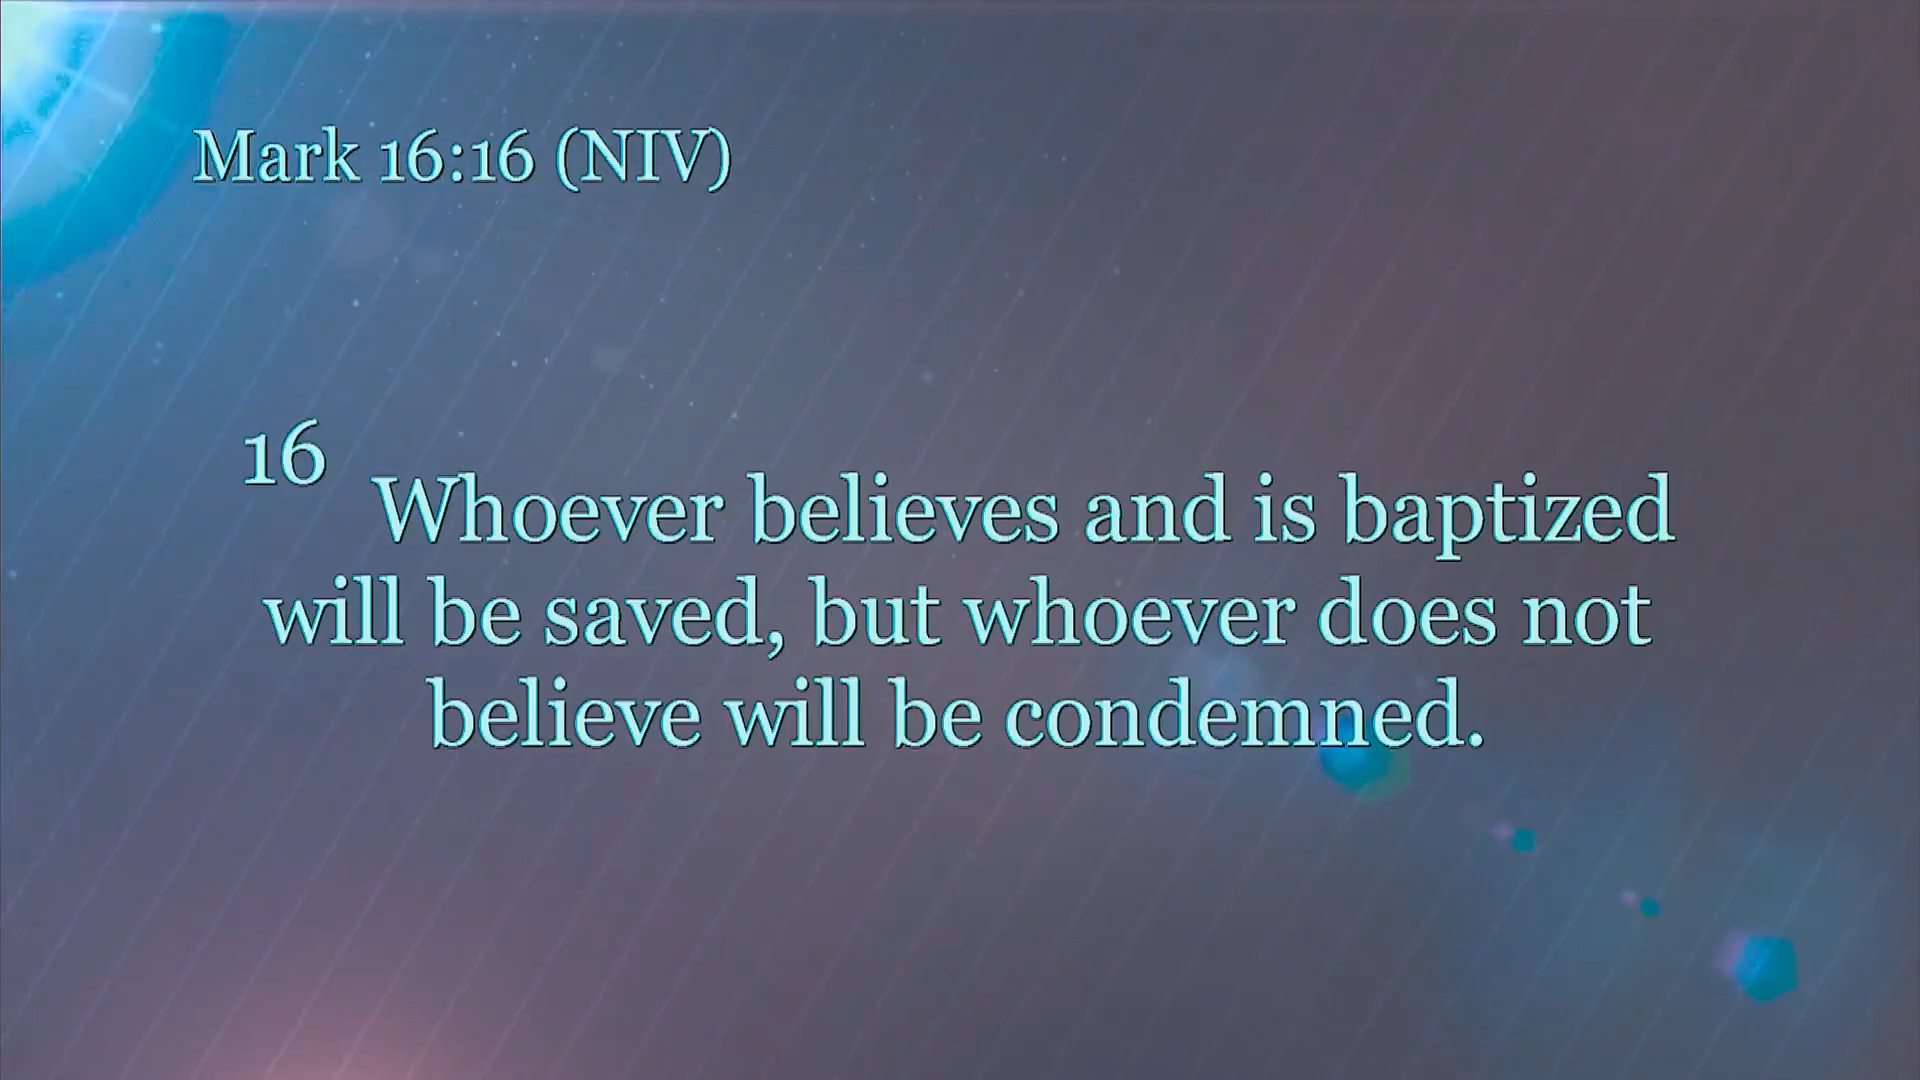 Mark 16:16 (NIV)
16 Whoever believes and is baptized
will be saved, but whoever does not
believe will be condemned.